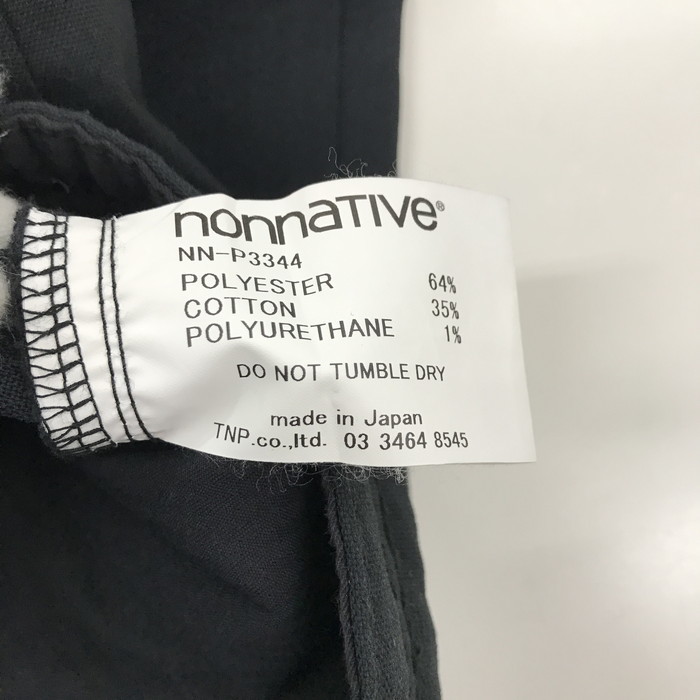 nonnaTIVe®
NN-P3344
POLYESTER 64%
COTTON 35%
POLYURETHANE 1%
DO NOT TUMBLE DRY
made in Japan
TNP.co.,ltd. 03 3464 8545